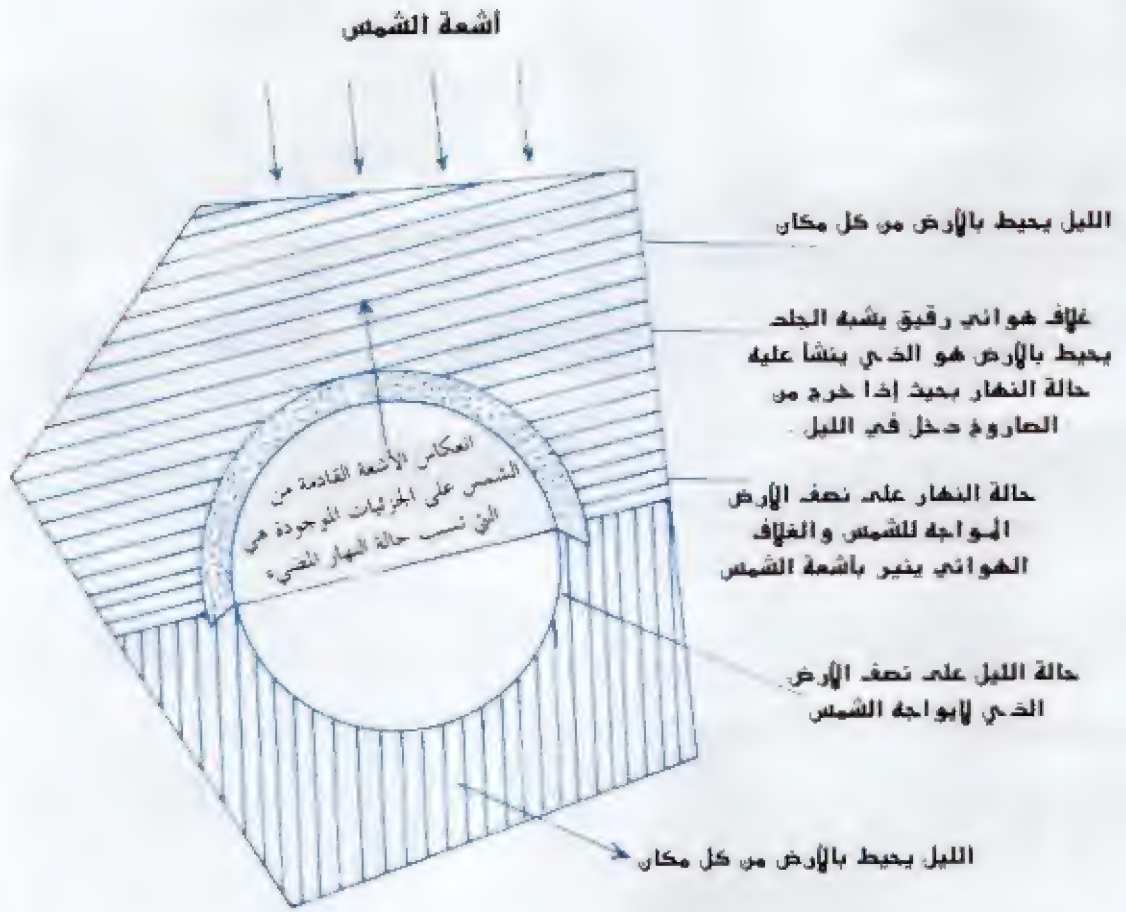 أشعة الشمس
الليل يحيط بالأرض من كل مكان
غلاف هوائي رقيق يشبه الجلد
يحيط بالأرض هو الذي ينشأ عليه
حالة النهار بحيث إذا خرج من
الصاروخ دخل في الليل .
حالة النهار على نصف الأرض
المواجه للشمس والغلاف
الهوائي ينير بأشعة الشمس
انعكاس الأشعة القادمة من
الشمس على الجزئيات الموجودة هي
التي تسبب حالة النهار المضيء
حالة الليل على نصف الأرض
الذي لايواجه الشمس
الليل يحيط بالأرض من كل مكان